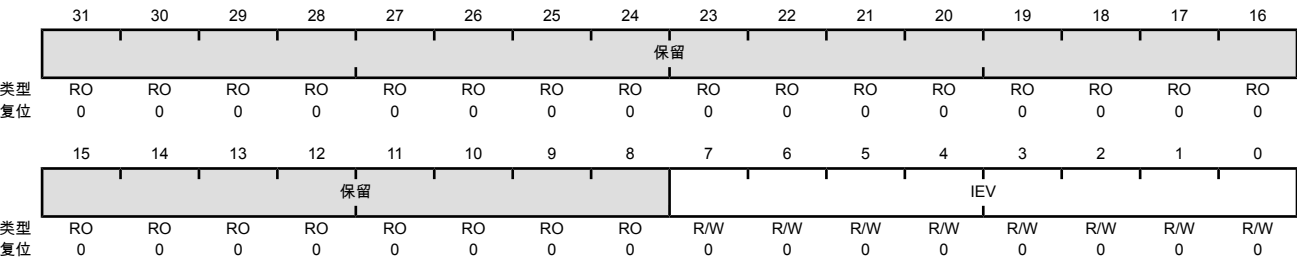 31 30 29 28 27 26 25 24 23 22 21 20 19 18 17 16
保留
类型 RO RO RO RO RO RO RO RO RO RO RO RO RO RO RO RO
复位 0 0 0 0 0 0 0 0 0 0 0 0 0 0 0 0
15 14 13 12 11 10 9 8 7 6 5 4 3 2 1 0
保留 IEV
类型 RO RO RO RO RO RO RO RO R/W R/W R/W R/W R/W R/W R/W R/W
复位 0 0 0 0 0 0 0 0 0 0 0 0 0 0 0 0